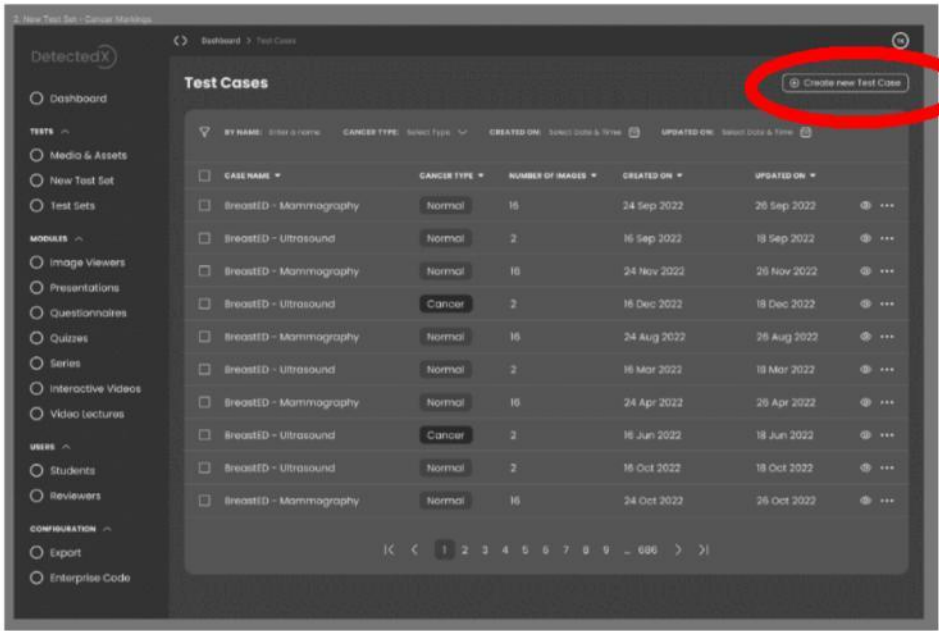 2. New Test Set - Cancer Markings
DetectedX
Dashboard > Test Cases
Test Cases
Create new Test Case
Dashboard
TESTS
Media & Assets
New Test Set
Test Sets
MODULES
Image Viewers
Presentations
Questionnaires
Quizzes
Series
Interactive Videos
Video Lectures
USERS
Students
Reviewers
CONFIGURATION
Export
Enterprise Code
BY NAME: Enter a name CANCER TYPE: Select Type CREATED ON: Select Date & Time UPDATED ON: Select Date & Time
CASE NAME CANCER TYPE NUMBER OF IMAGES CREATED ON UPDATED ON
BreastED - Mammography Normal 16 24 Sep 2022 26 Sep 2022
BreastED - Ultrasound Normal 2 16 Sep 2022 18 Sep 2022
BreastED - Mammography Normal 16 24 Nov 2022 26 Nov 2022
BreastED - Ultrasound Cancer 2 16 Dec 2022 18 Dec 2022
BreastED - Mammography Normal 16 24 Aug 2022 26 Aug 2022
BreastED - Ultrasound Normal 2 16 Mar 2022 18 Mar 2022
BreastED - Mammography Normal 16 24 Apr 2022 26 Apr 2022
BreastED - Ultrasound Cancer 2 16 Jun 2022 18 Jun 2022
BreastED - Ultrasound Normal 2 16 Oct 2022 18 Oct 2022
BreastED - Mammography Normal 16 24 Oct 2022 26 Oct 2022
1 2 3 4 5 6 7 8 9 ... 686